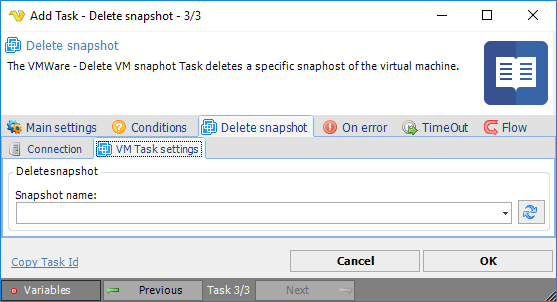 Add Task - Delete snapshot - 3/3
Delete snapshot
The VMWare - Delete VM snaphot Task deletes a specific snaphost of the virtual machine.
Main settings Conditions Delete snapshot On error TimeOut Flow
Connection VM Task settings
Deletesnapshot
Snapshot name:
Copy Task Id Cancel OK
Variables Previous Task 3/3 Next